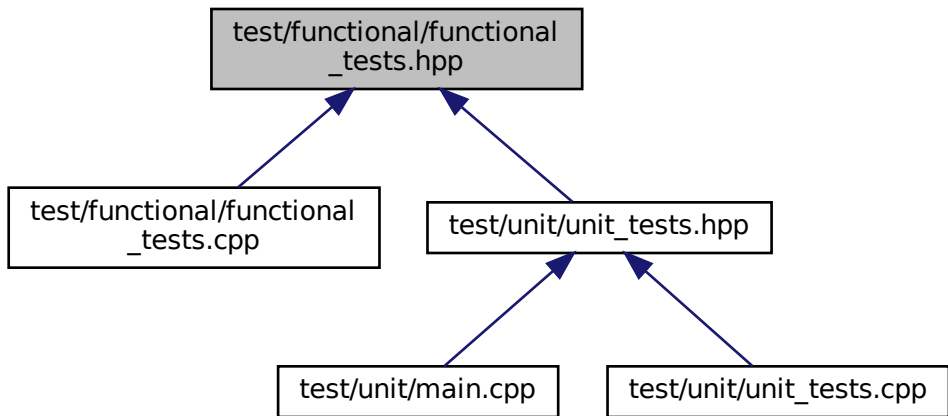 test/functional/functional
_tests.hpp
test/functional/functional
_tests.cpp
test/unit/unit_tests.hpp
test/unit/main.cpp
test/unit/unit_tests.cpp